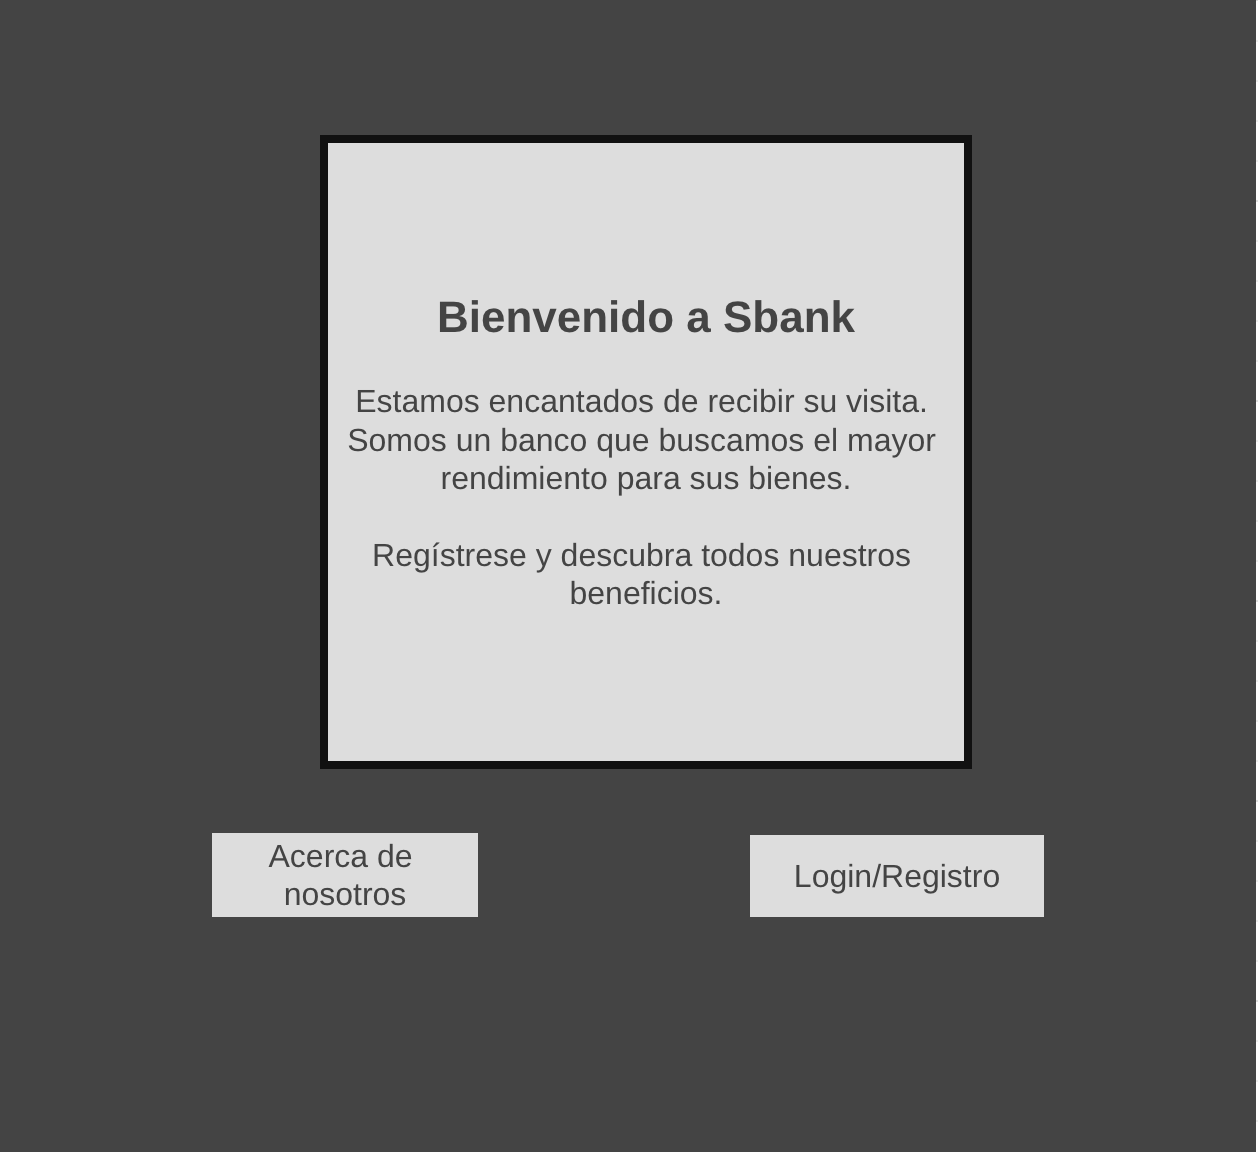 Bienvenido a Sbank
Estamos encantados de recibir su visita.
Somos un banco que buscamos el mayor
rendimiento para sus bienes.
Regístrese y descubra todos nuestros
beneficios.
Acerca de
nosotros
Login/Registro